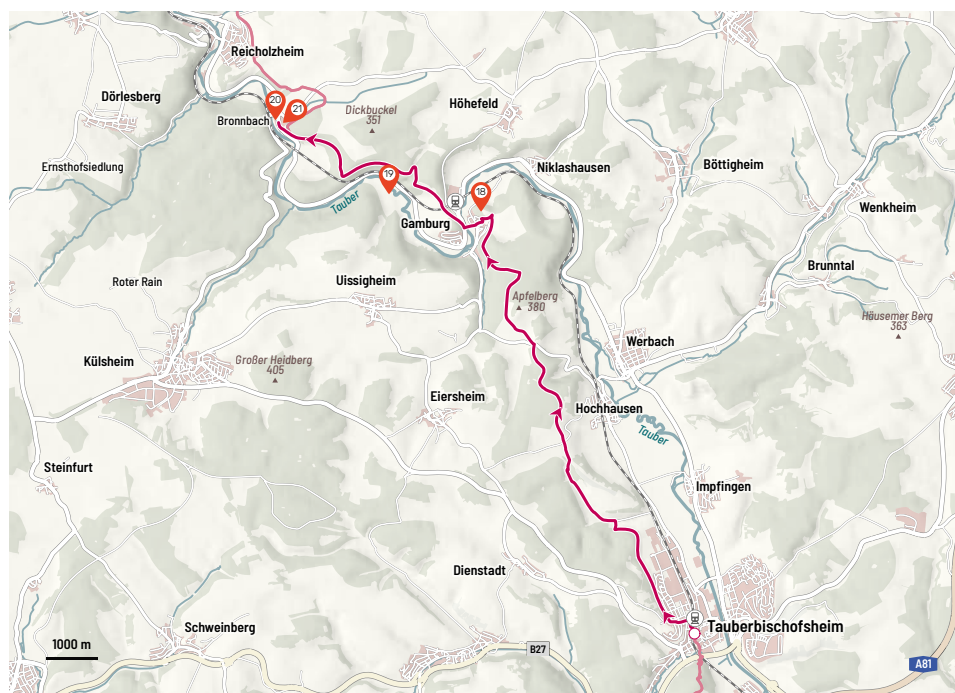 Reicholzheim
Dörlesberg
20
21
Bronnbach
Dickbuckel
351
Höhefeld
Ernsthofsiedlung
19
18
Niklashausen
Böttigheim
Tauber
Gamburg
Wenkheim
Roter Rain
Uissigheim
Brunntal
Apfelberg
380
Häusemer Berg
363
Külsheim
Großer Heidberg
405
Werbach
Eiersheim
Hochhausen
Tauber
Steinfurt
Impfingen
Dienstadt
Schweinberg
Tauberbischofsheim
1000 m
B27
A81